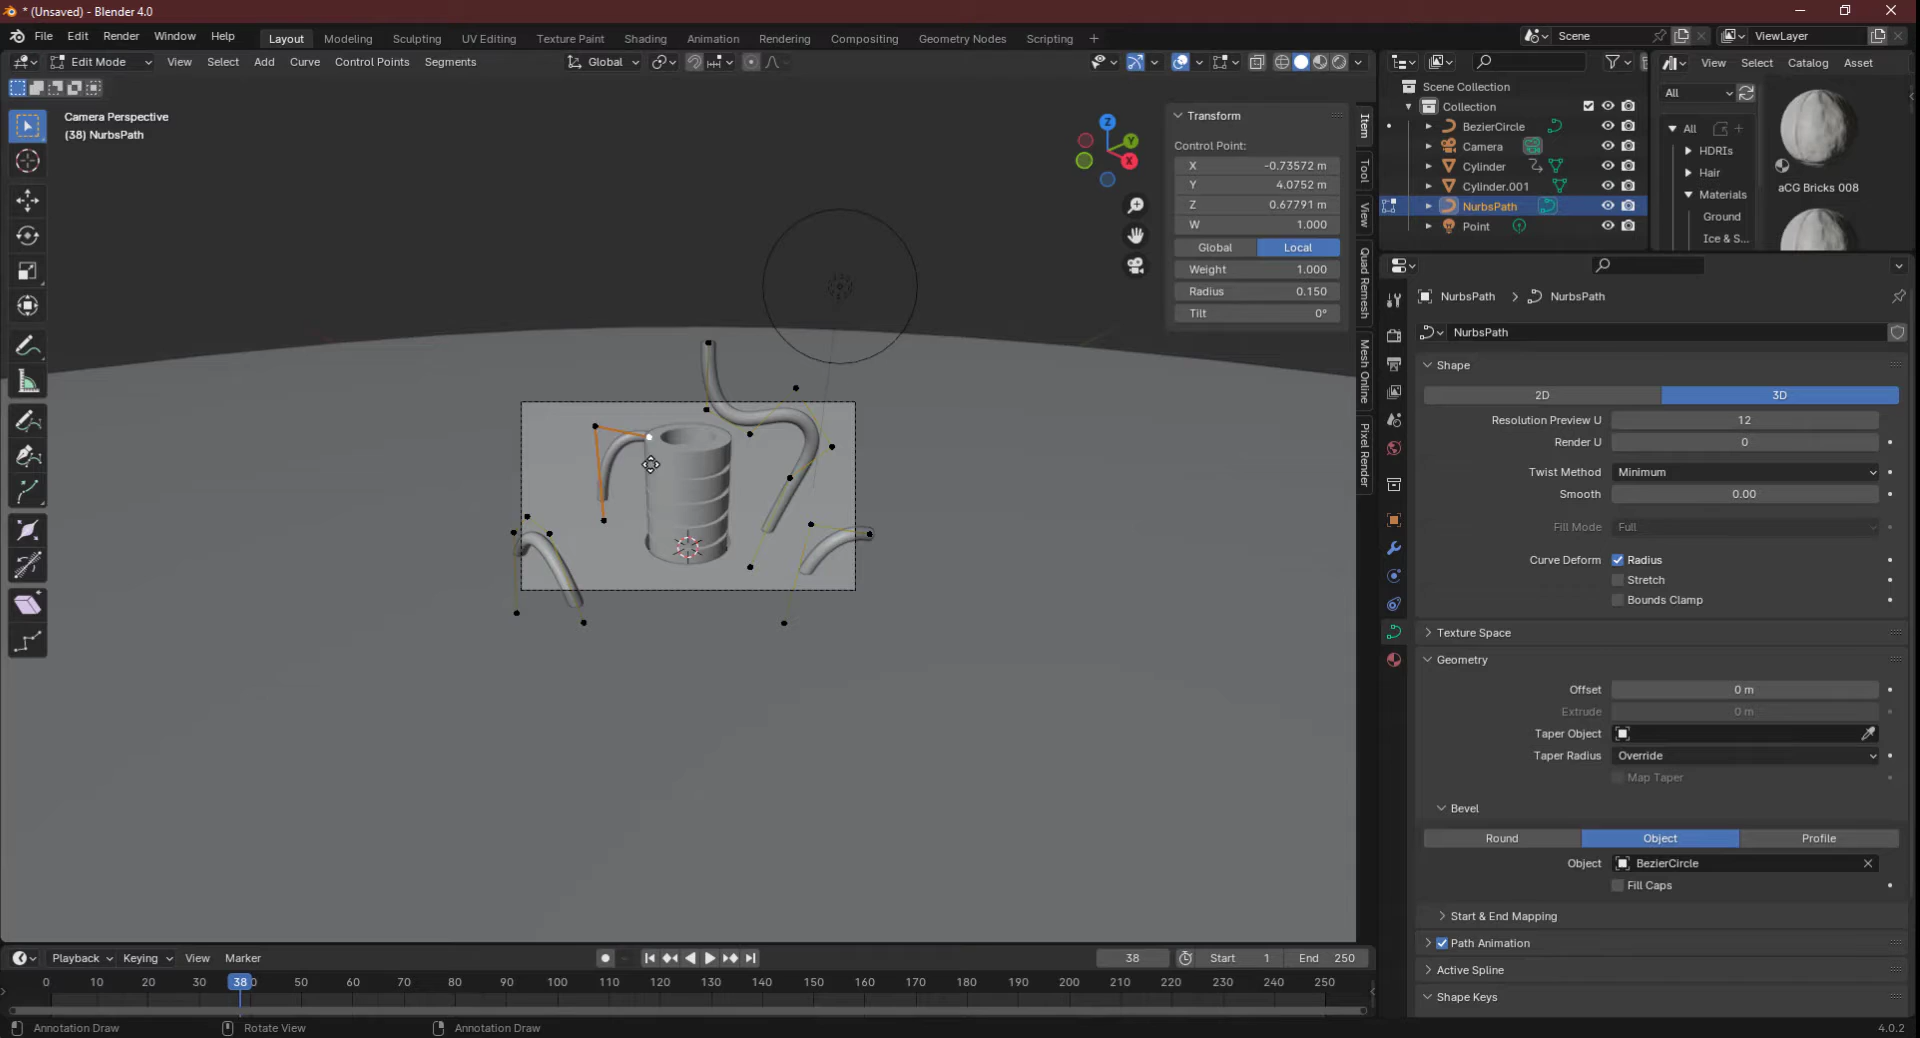 * (Unsaved) - Blender 4.0
File Edit Render Window Help
Layout Modeling Sculpting UV Editing Texture Paint Shading Animation Rendering Compositing Geometry Nodes Scripting +
Scene
ViewLayer
Edit Mode View Select Add Curve Control Points Segments
Global
View Select Catalog Asset
Camera Perspective
(38) NurbsPath
Z
Y
X
Transform
Control Point:
X -0.73572 m
Y 4.0752 m
Z 0.67791 m
W 1.000
Global Local
Weight 1.000
Radius 0.150
Tilt 0°
Item
Tool
View
Quad Remesh
Mesh Online
Pixel Render
Scene Collection
Collection
BezierCircle
Camera
Cylinder
Cylinder.001
NurbsPath
Point
All
All
HDRIs
Hair
Materials
Ground
Ice & S...
aCG Bricks 008
NurbsPath > NurbsPath
NurbsPath
Shape
2D 3D
Resolution Preview U 12
Render U 0
Twist Method Minimum
Smooth 0.00
Fill Mode Full
Curve Deform Radius
Stretch
Bounds Clamp
Texture Space
Geometry
Offset 0 m
Extrude 0 m
Taper Object
Taper Radius Override
Map Taper
Bevel
Round Object Profile
Object BezierCircle
Fill Caps
Start & End Mapping
Path Animation
Active Spline
Shape Keys
Playback Keying View Marker
38 Start 1 End 250
0 10 20 30 38 0 50 60 70 80 90 100 110 120 130 140 150 160 170 180 190 200 210 220 230 240 250
Annotation Draw Rotate View Annotation Draw
4.0.2